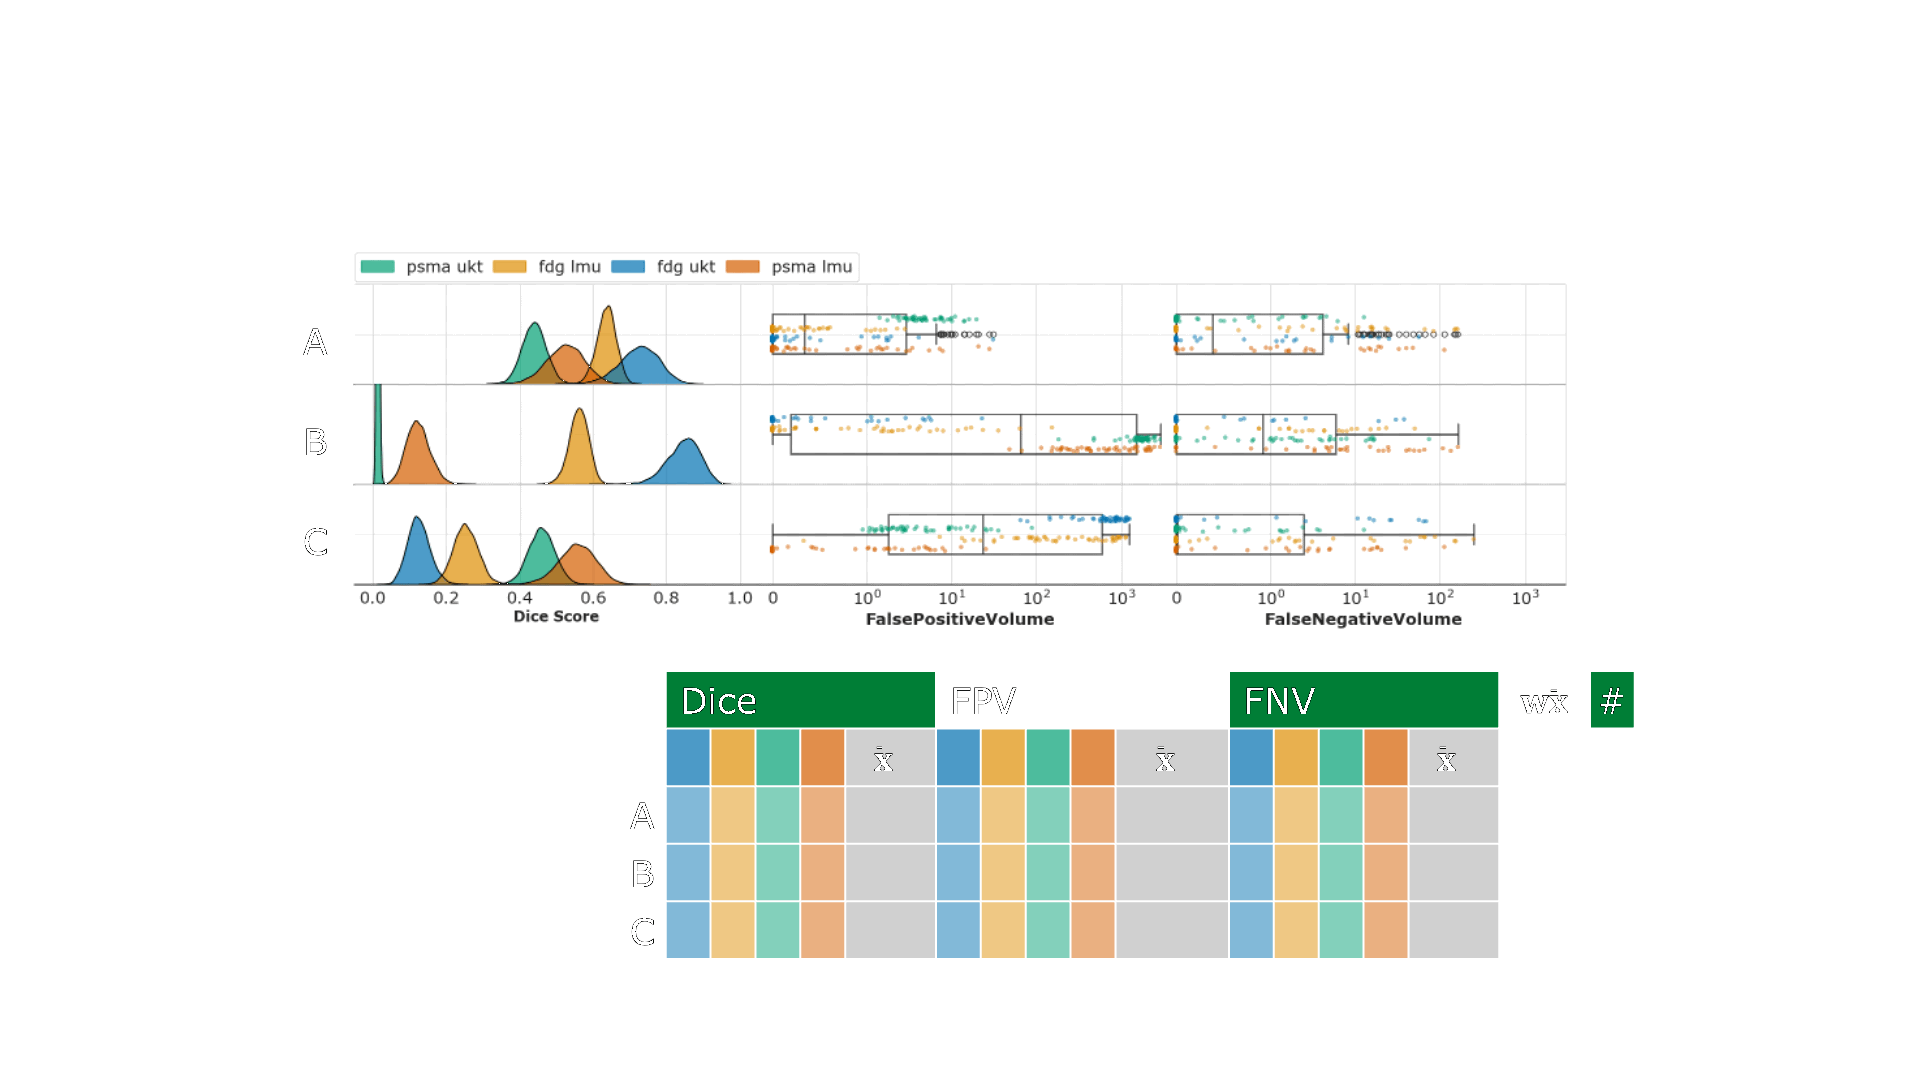 psma ukt fdg lmu fdg ukt psma lmu
A
B
C
0.0 0.2 0.4 0.6 0.8 1.0 0 10⁰ 10¹ 10² 10³ 0 10⁰ 10¹ 10² 10³
Dice Score FalsePositiveVolume FalseNegativeVolume
Dice FPV FNV wẋ̄ #
ẋ̄ ẋ̄ ẋ̄
A
B
C